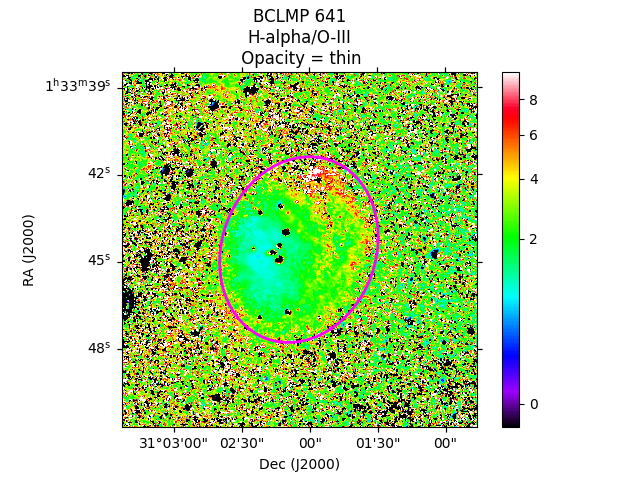 BCLMP 641
H-alpha/O-III
Opacity = thin
1ʰ33ᵐ39ˢ
42ˢ
45ˢ
48ˢ
RA (J2000)
31°03'00" 02'30" 00" 01'30" 00"
Dec (J2000)
8
6
4
2
0